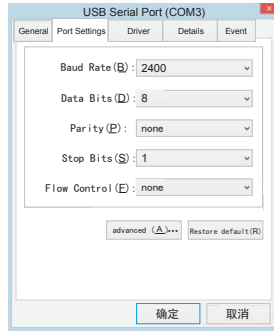 USB Serial Port (COM3)
General Port Settings Driver Details Event
Baud Rate(B): 2400
Data Bits(D): 8
Parity(P): none
Stop Bits(S): 1
Flow Control(F): none
advanced (A)... Restore default(R)
确定 取消